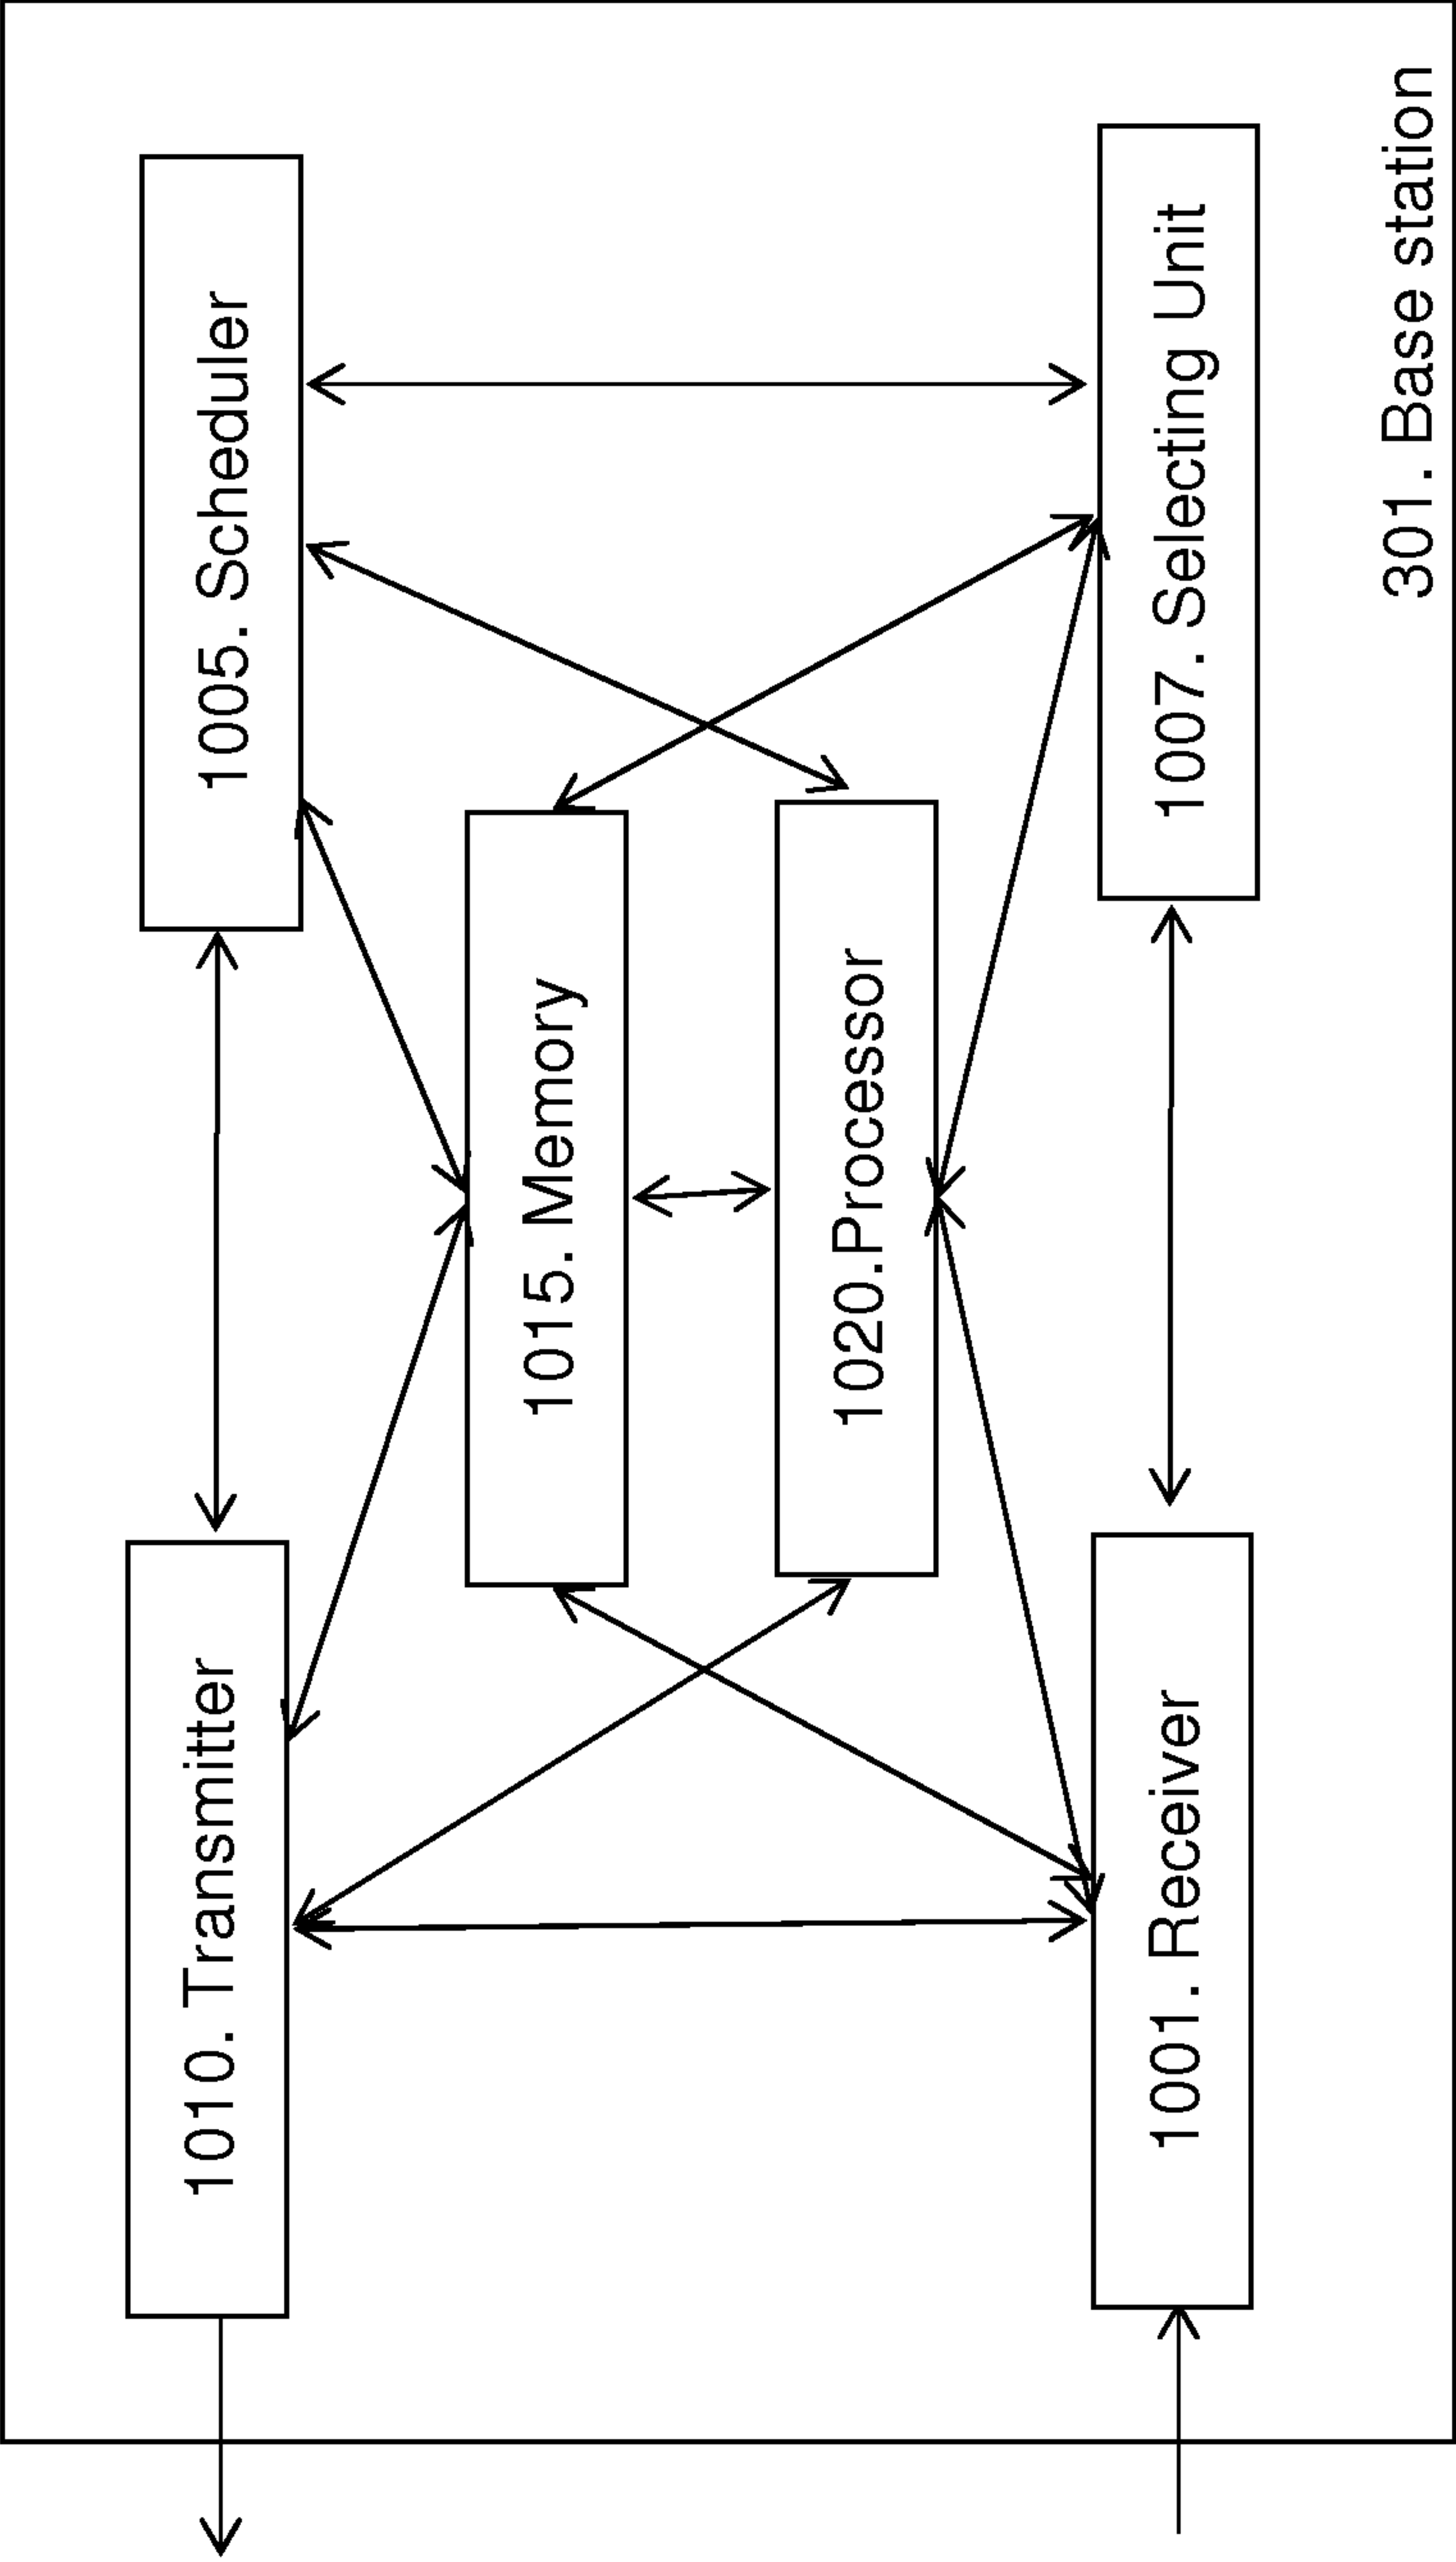 1010. Transmitter
1005. Scheduler
1015. Memory
1020.Processor
1001. Receiver
1007. Selecting Unit
301. Base station